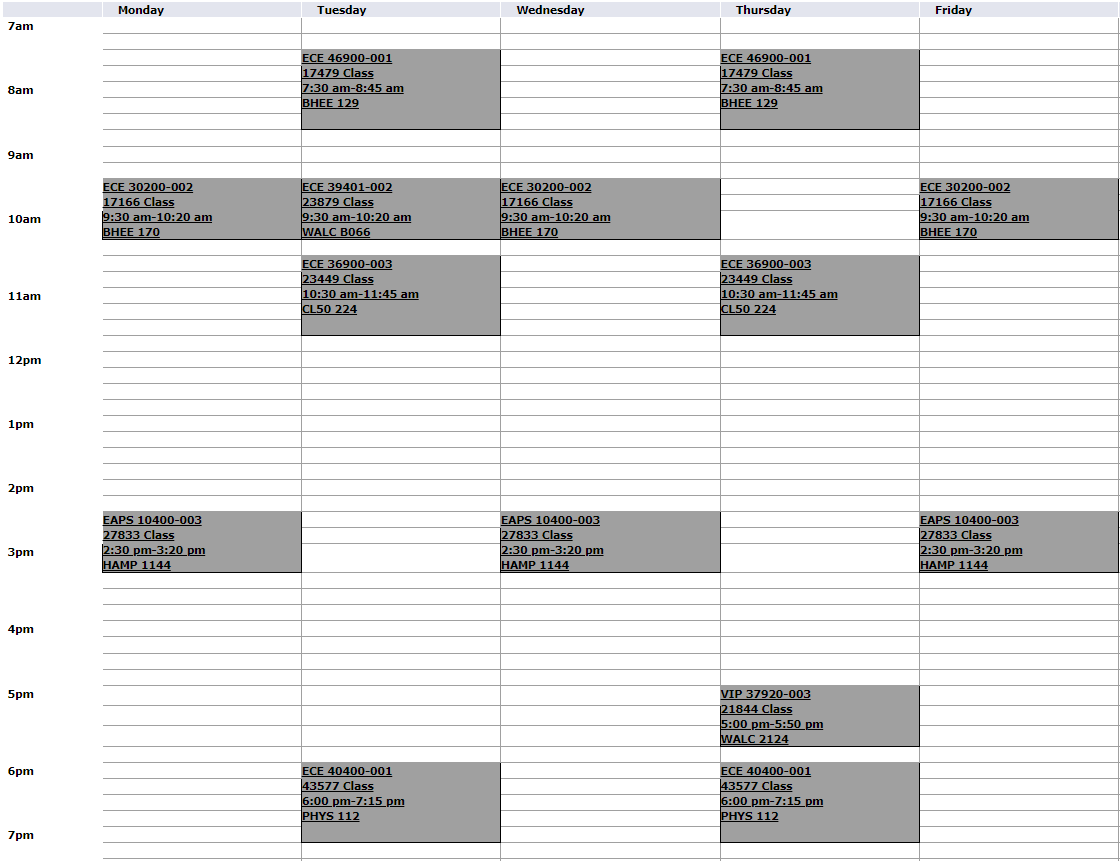 Monday Tuesday Wednesday Thursday Friday
7am
ECE 46900-001
17479 Class
7:30 am-8:45 am
BHEE 129
ECE 46900-001
17479 Class
7:30 am-8:45 am
BHEE 129
8am
9am
ECE 30200-002
17166 Class
9:30 am-10:20 am
BHEE 170
ECE 39401-002
23879 Class
9:30 am-10:20 am
WALC B066
ECE 30200-002
17166 Class
9:30 am-10:20 am
BHEE 170
ECE 30200-002
17166 Class
9:30 am-10:20 am
BHEE 170
10am
ECE 36900-003
23449 Class
10:30 am-11:45 am
CL50 224
ECE 36900-003
23449 Class
10:30 am-11:45 am
CL50 224
11am
12pm
1pm
2pm
EAPS 10400-003
27833 Class
2:30 pm-3:20 pm
HAMP 1144
EAPS 10400-003
27833 Class
2:30 pm-3:20 pm
HAMP 1144
EAPS 10400-003
27833 Class
2:30 pm-3:20 pm
HAMP 1144
3pm
4pm
5pm
VIP 37920-003
21844 Class
5:00 pm-5:50 pm
WALC 2124
6pm
ECE 40400-001
43577 Class
6:00 pm-7:15 pm
PHYS 112
ECE 40400-001
43577 Class
6:00 pm-7:15 pm
PHYS 112
7pm